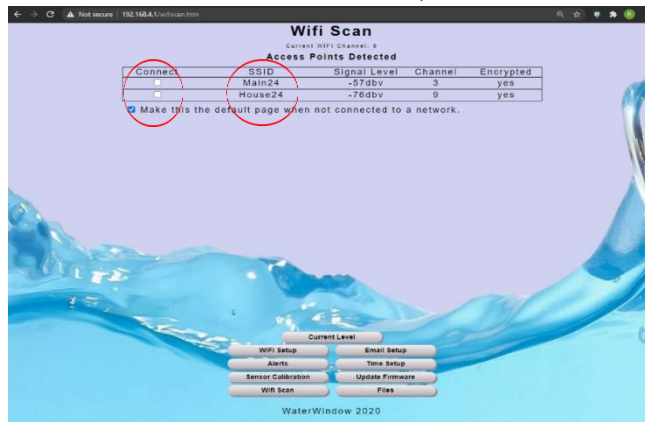 Not secure | 192.168.4.1/wifiscan.htm
Wifi Scan
Current WiFi Channel: 9
Access Points Detected
Connect SSID Signal Level Channel Encrypted
Main24 -57dbv 3 yes
House24 -76dbv 9 yes
Make this the default page when not connected to a network.
Current Level
WiFi Setup Email Setup
Alerts Time Setup
Sensor Calibration Update Firmware
Wifi Scan Files
WaterWindow 2020